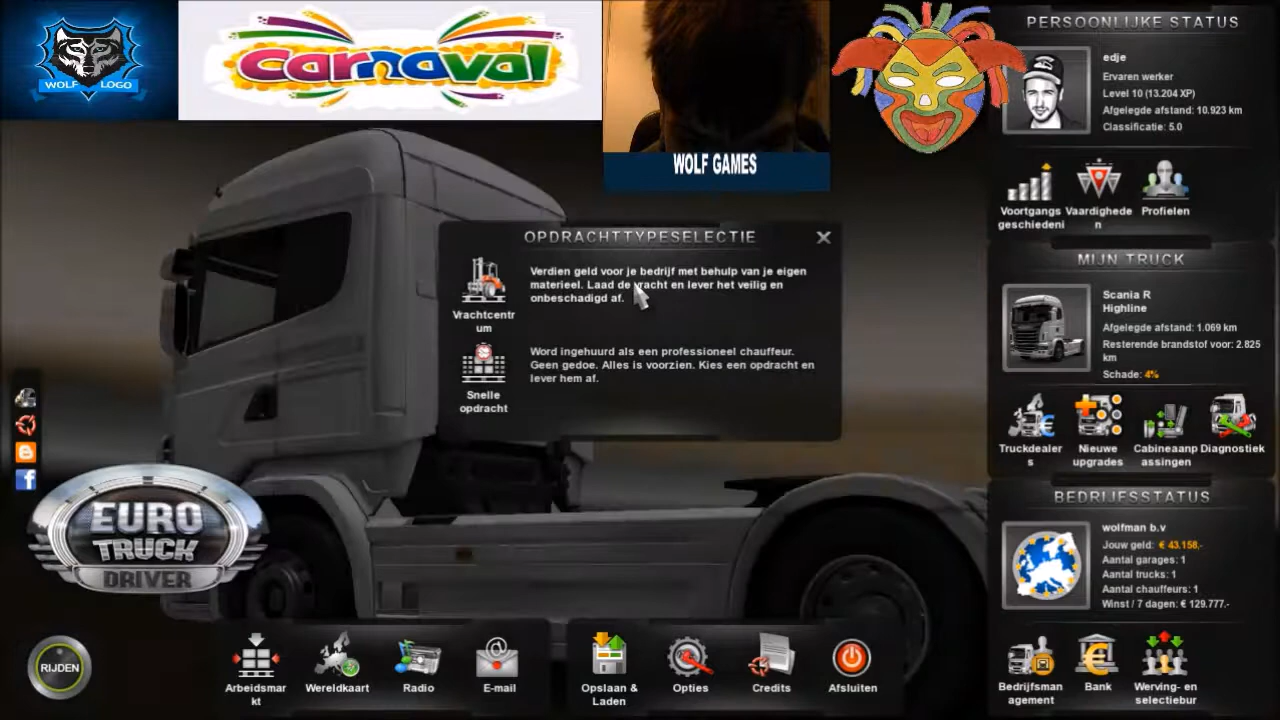 WOLF LOGO
Carnaval
WOLF GAMES
PERSOONLIJKE STATUS
edje
Ervaren werker
Level 10 (13.204 XP)
Afgelegde afstand: 10.923 km
Classificatie: 5.0
Voortgangs
geschiedeni
Vaardighede
n
Profielen
OPDRACHTTYPESELECTIE
Verdien geld voor je bedrijf met behulp van je eigen
materieel. Laad de vracht en lever het veilig en
onbeschadigd af.
Vrachtcentr
um
Word ingehuurd als een professioneel chauffeur.
Geen gedoe. Alles is voorzien. Kies een opdracht en
lever hem af.
Snelle
opdracht
MIJN TRUCK
Scania R
Highline
Afgelegde afstand: 1.069 km
Resterende brandstof voor: 2.825
km
Schade: 4%
Truckdealer
s
Nieuwe
upgrades
Cabineaanp
assingen
Diagnostiek
BEDRIJFSSTATUS
wolfman b.v
Jouw geld: € 43.158,-
Aantal garages: 1
Aantal trucks: 1
Aantal chauffeurs: 1
Winst / 7 dagen: € 129.777,-
Bedrijfsman
agement
Bank
Werving- en
selectiebur
EURO
TRUCK
DRIVER
RIJDEN
Arbeidsmar
kt
Wereldkaart
Radio
E-mail
Opslaan &
Laden
Opties
Credits
Afsluiten